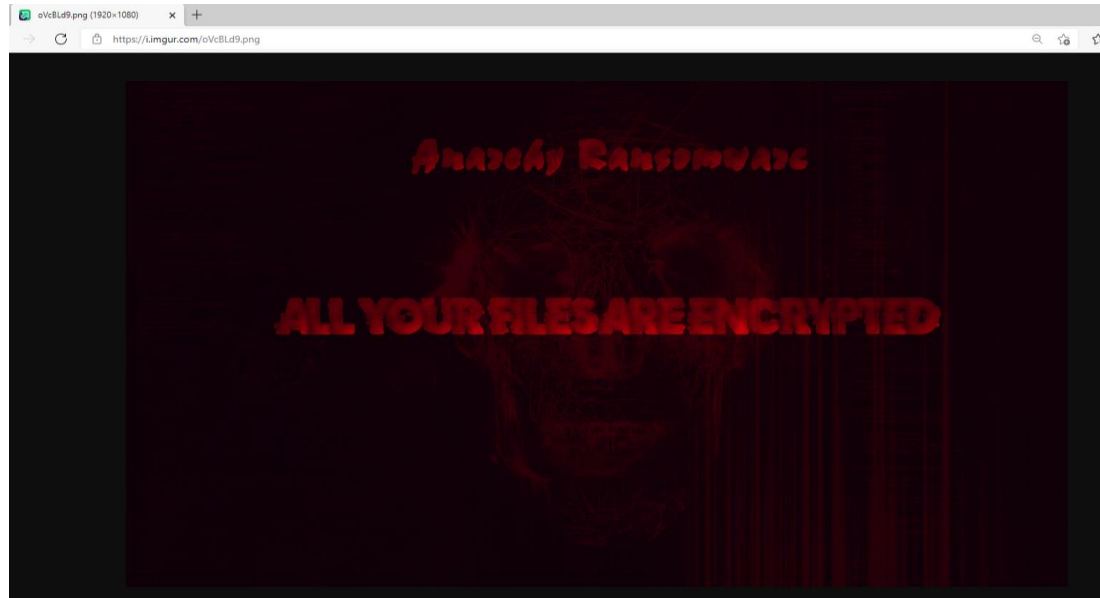 oVcBLd9.png (1920×1080)
https://i.imgur.com/oVcBLd9.png
Anarchy Ransomware
ALL YOUR FILES ARE ENCRYPTED